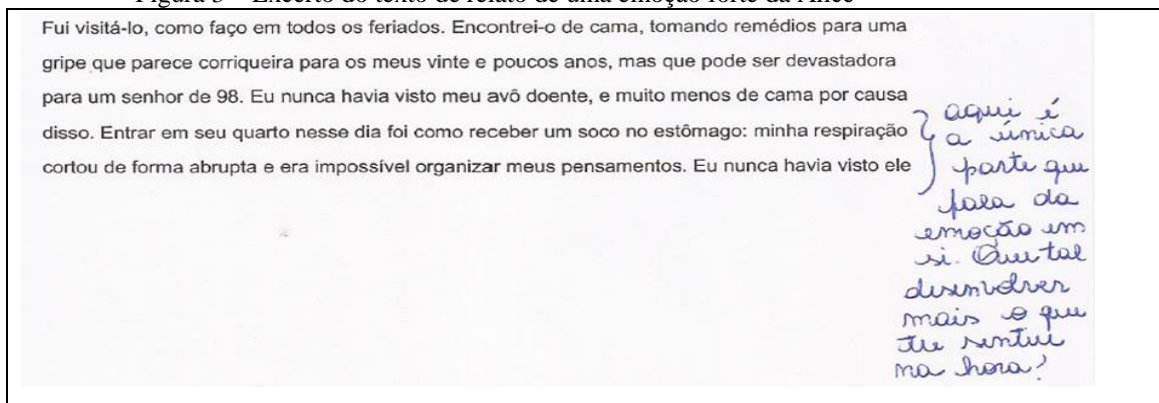 Figura 3 – Excerto do texto de relato de uma emoção forte da Alice
Fui visitá-lo, como faço em todos os feriados. Encontrei-o de cama, tomando remédios para uma
gripe que parece corriqueira para os meus vinte e poucos anos, mas que pode ser devastadora
para um senhor de 98. Eu nunca havia visto meu avô doente, e muito menos de cama por causa
disso. Entrar em seu quarto nesse dia foi como receber um soco no estômago: minha respiração
cortou de forma abrupta e era impossível organizar meus pensamentos. Eu nunca havia visto ele
aqui é
a única
parte que
fala da
emoção em
si. Que tal
desenvolver
mais o que
tu sentiu
na hora?